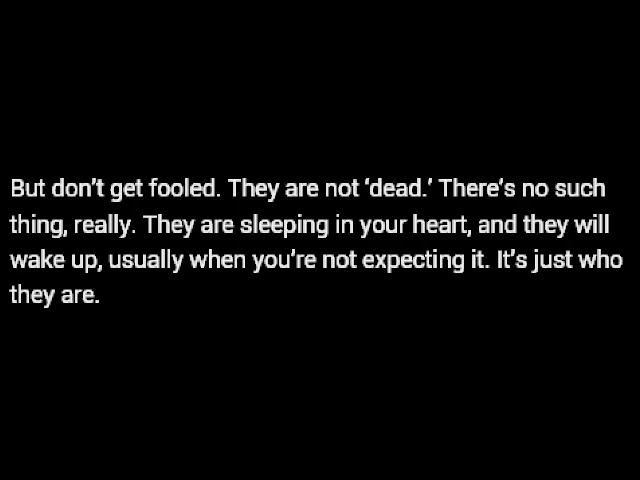 But don’t get fooled. They are not ‘dead.’ There’s no such
thing, really. They are sleeping in your heart, and they will
wake up, usually when you’re not expecting it. It’s just who
they are.